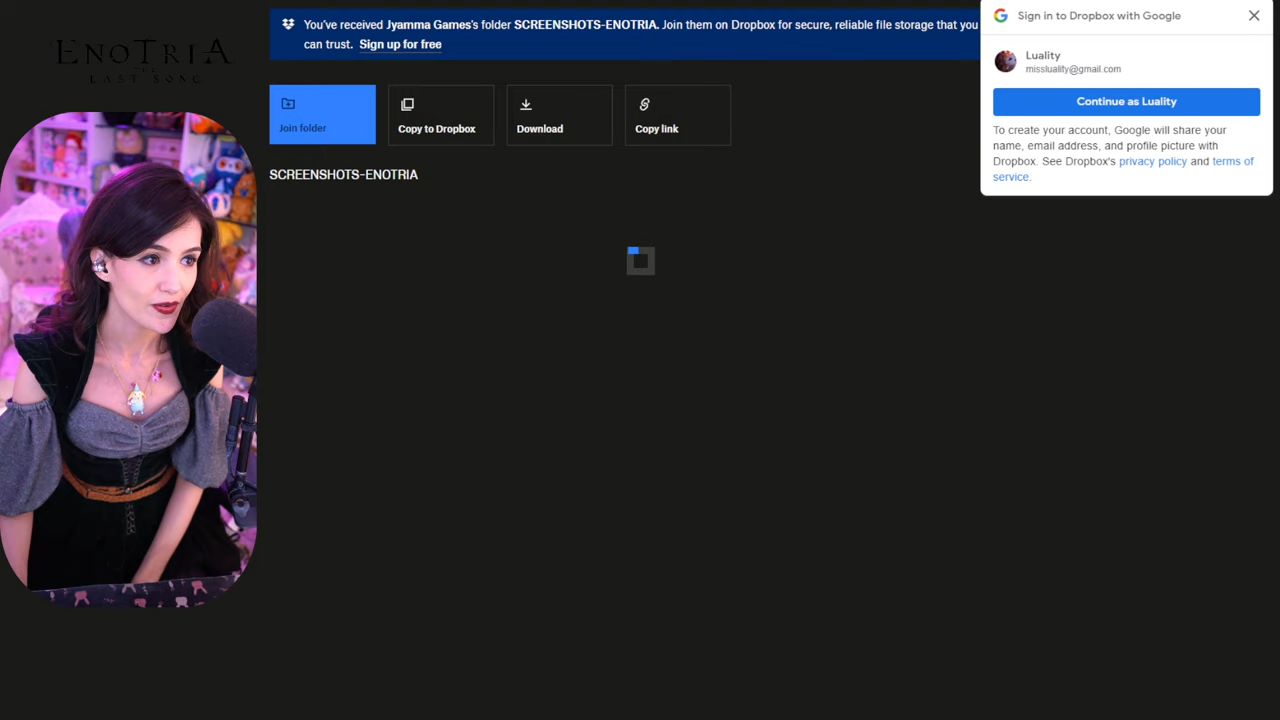 ENOTRIA
THE
LAST SONG
You've received Jyamma Games's folder SCREENSHOTS-ENOTRIA. Join them on Dropbox for secure, reliable file storage that you
can trust. Sign up for free
Join folder
Copy to Dropbox
Download
Copy link
SCREENSHOTS-ENOTRIA
Sign in to Dropbox with Google
Luality
missluality@gmail.com
Continue as Luality
To create your account, Google will share your
name, email address, and profile picture with
Dropbox. See Dropbox's privacy policy and terms of
service.